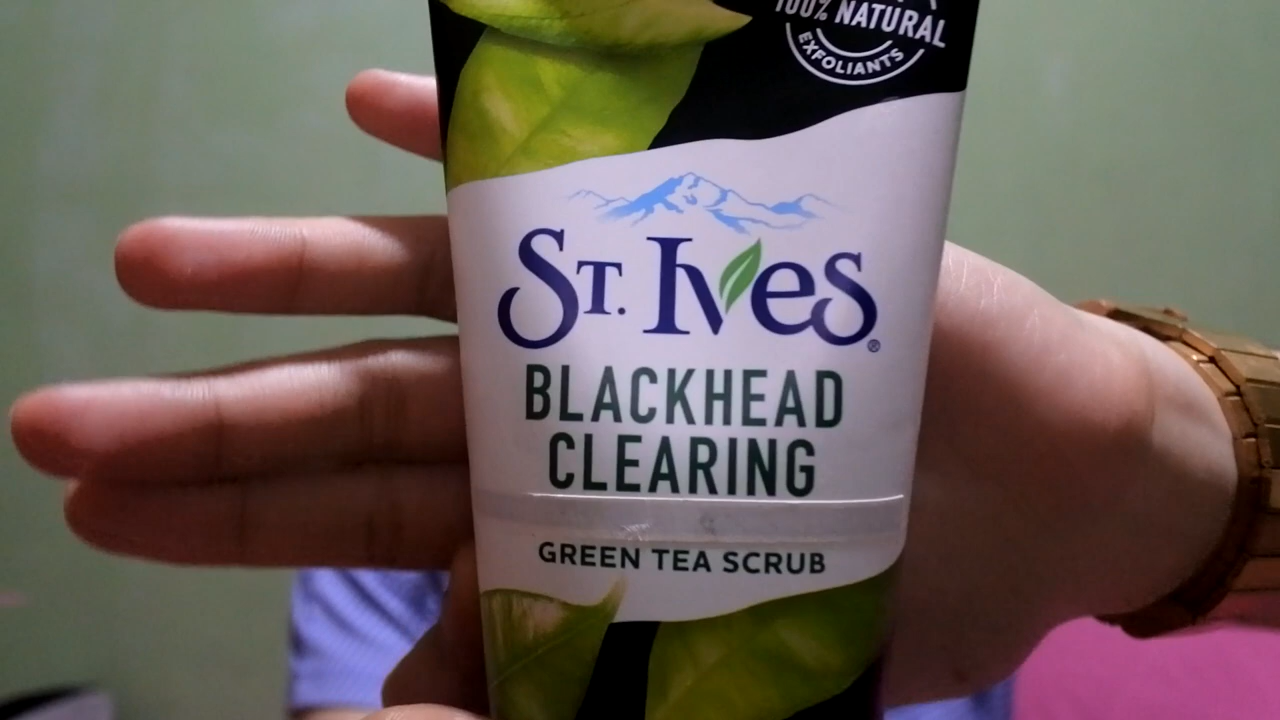 100% NATURAL
EXFOLIANTS
ST. Ives®
BLACKHEAD
CLEARING
GREEN TEA SCRUB